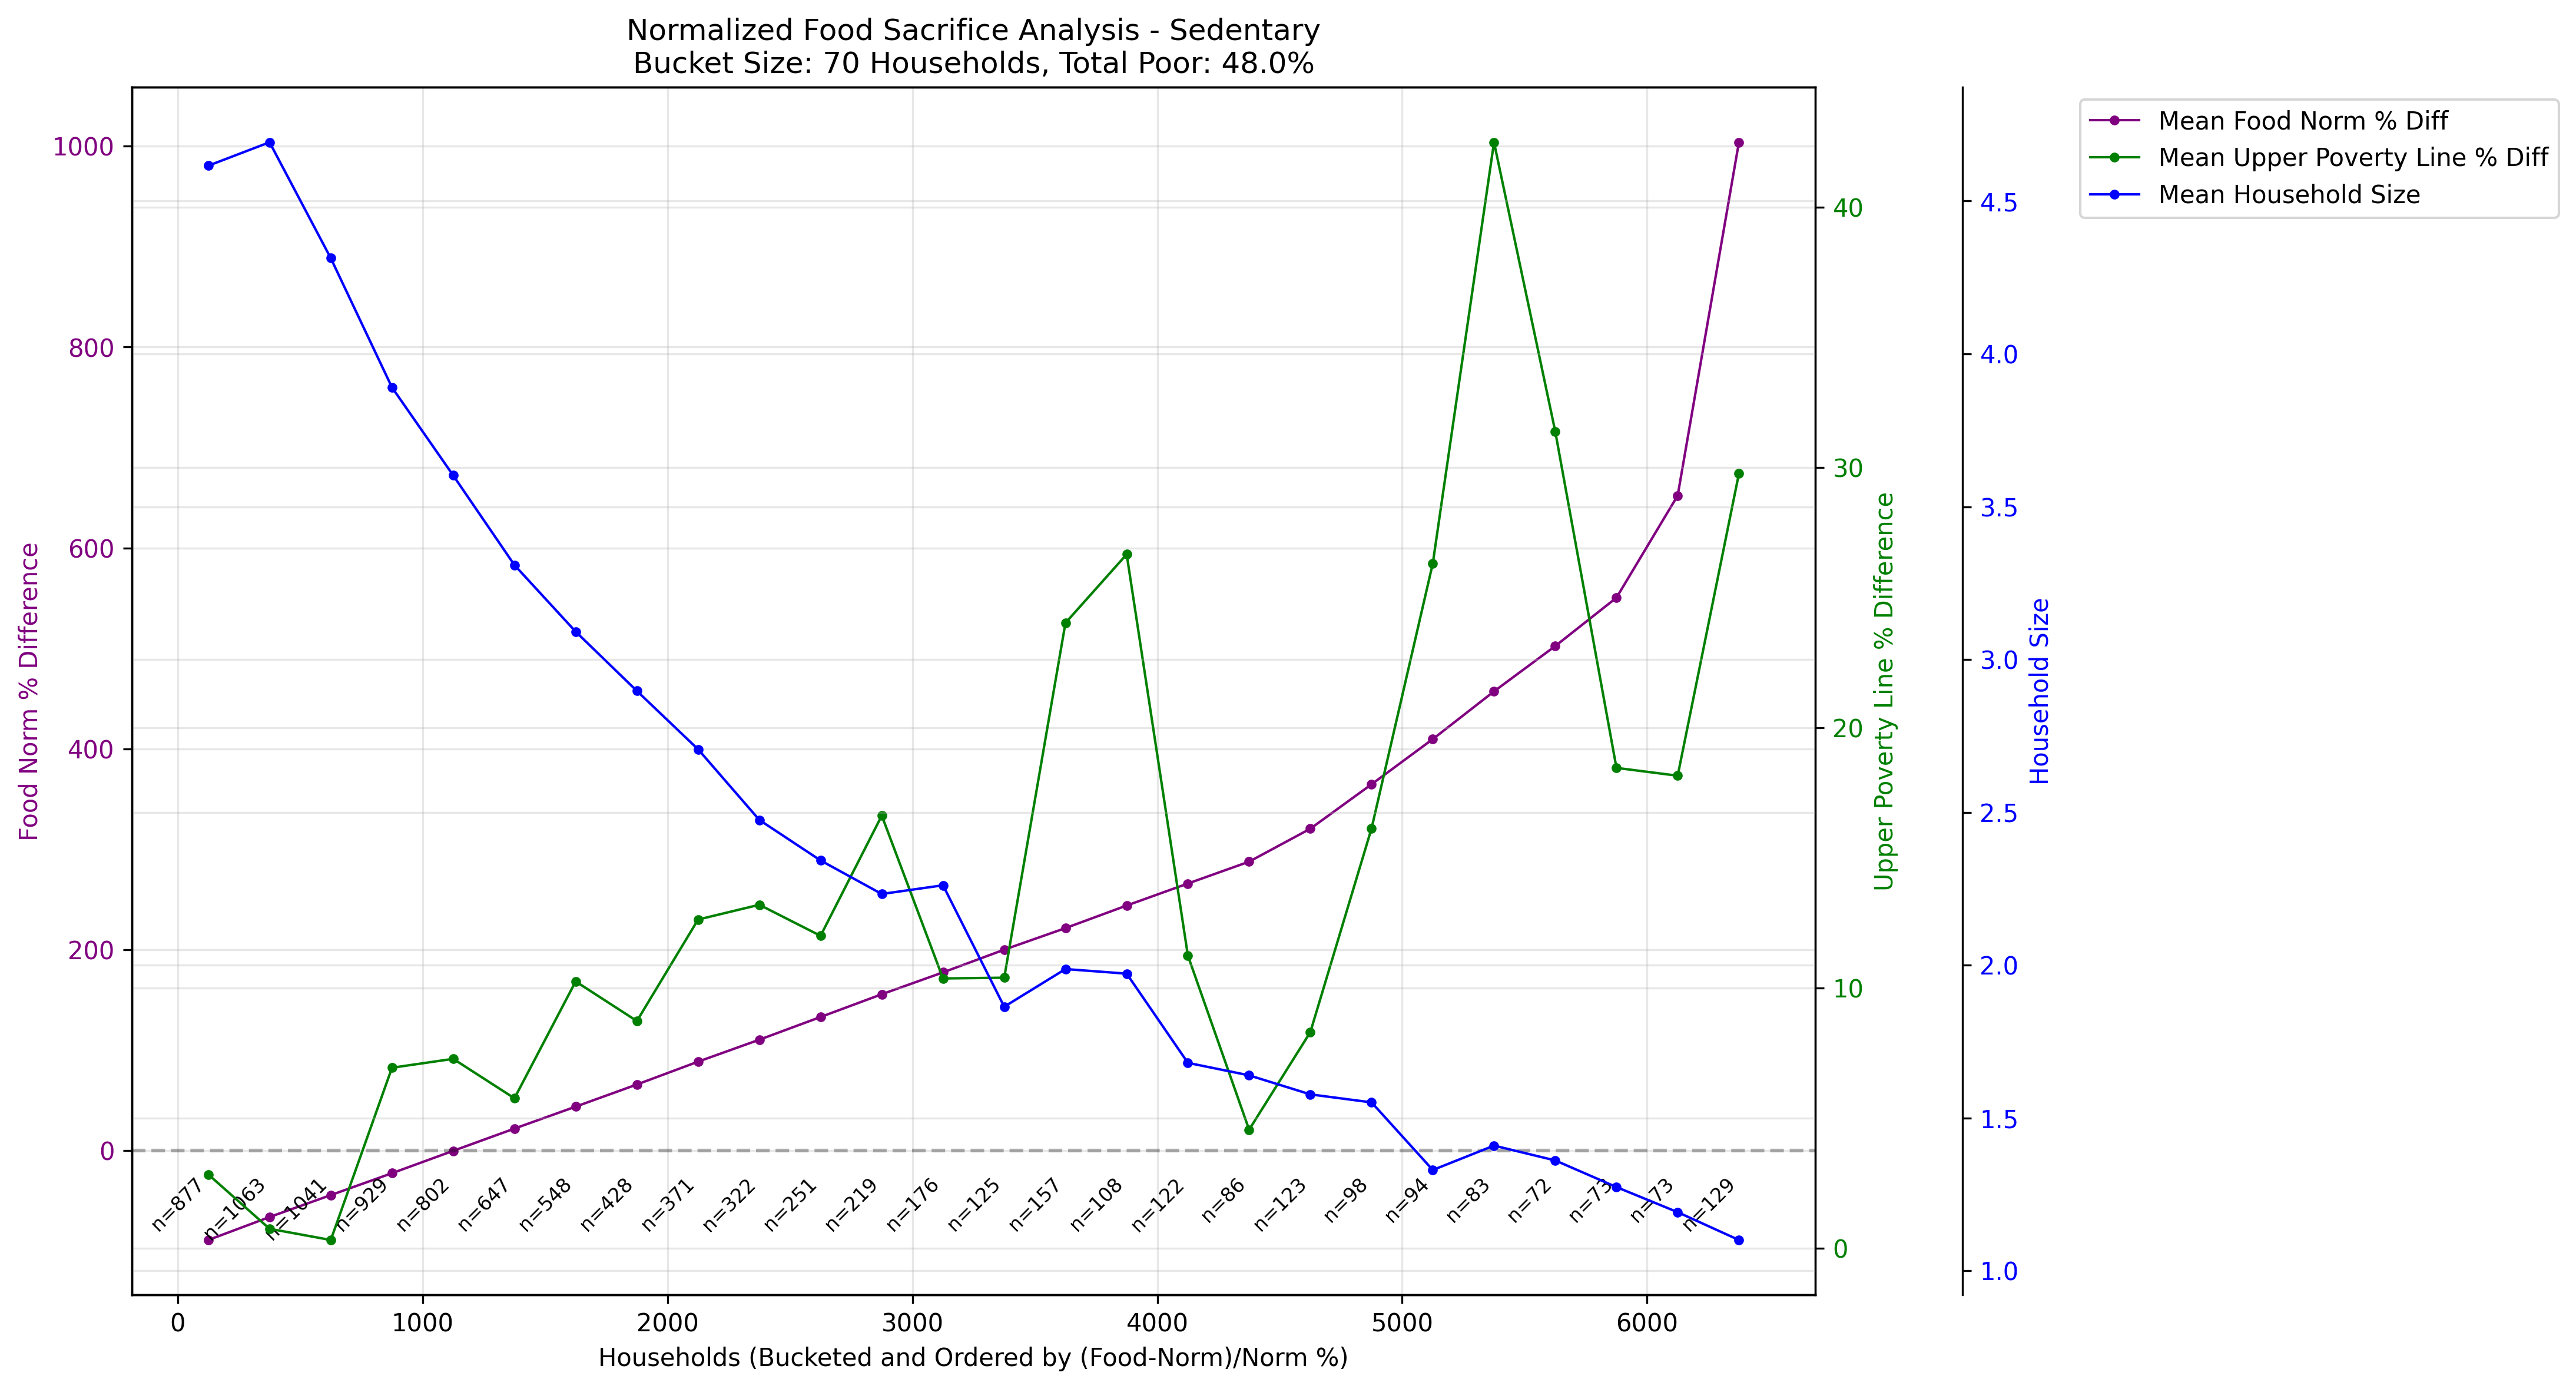 Normalized Food Sacrifice Analysis - Sedentary
Bucket Size: 70 Households, Total Poor: 48.0%
Mean Food Norm % Diff
Mean Upper Poverty Line % Diff
Mean Household Size
Food Norm % Difference
1000
800
600
400
200
0
Upper Poverty Line % Difference
40
30
20
10
0
Household Size
4.5
4.0
3.5
3.0
2.5
2.0
1.5
1.0
n=877
n=1063
n=1041
n=929
n=802
n=647
n=548
n=428
n=371
n=322
n=251
n=219
n=176
n=125
n=157
n=108
n=122
n=86
n=123
n=98
n=94
n=83
n=72
n=73
n=73
n=129
0 1000 2000 3000 4000 5000 6000
Households (Bucketed and Ordered by (Food-Norm)/Norm %)